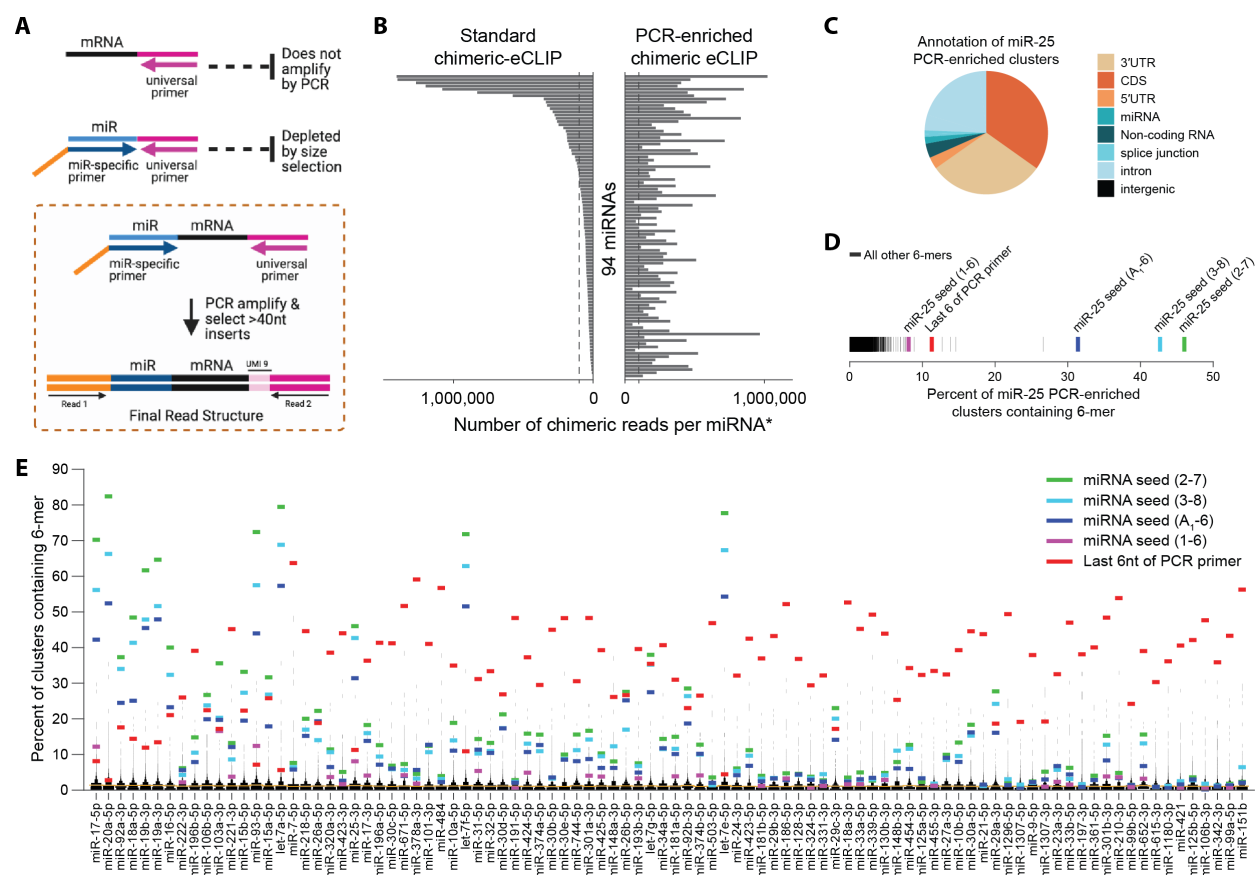 A
mRNA
universal
primer
Does not
amplify
by PCR
miR
miR-specific
primer
universal
primer
Depleted
by size
selection
miR
mRNA
miR-specific
primer
universal
primer
PCR amplify &
select >40nt
inserts
miR
mRNA
UMI 9
Read 1
Read 2
Final Read Structure
B
Standard
chimeric-eCLIP
PCR-enriched
chimeric eCLIP
94 miRNAs
1,000,000
0
0
1,000,000
Number of chimeric reads per miRNA*
C
Annotation of miR-25
PCR-enriched clusters
3′UTR
CDS
5′UTR
miRNA
Non-coding RNA
splice junction
intron
intergenic
D
All other 6-mers
miR-25 seed (1-6)
Last 6 of PCR primer
miR-25 seed (A1-6)
miR-25 seed (3-8)
miR-25 seed (2-7)
0 10 20 30 40 50
Percent of miR-25 PCR-enriched
clusters containing 6-mer
E
Percent of clusters containing 6-mer
90
80
70
60
50
40
30
20
10
0
miRNA seed (2-7)
miRNA seed (3-8)
miRNA seed (A1-6)
miRNA seed (1-6)
Last 6nt of PCR primer
miR-17-5p
miR-20a-5p
miR-92a-3p
miR-18a-5p
miR-19b-3p
miR-19a-3p
miR-16-5p
miR-196b-5p
miR-106b-5p
miR-103a-3p
miR-221-3p
miR-15b-5p
miR-93-5p
miR-15a-5p
let-7a-5p
miR-7-5p
miR-218-5p
miR-26a-5p
miR-320a-3p
miR-423-3p
miR-25-3p
miR-17-3p
miR-196a-5p
miR-30c-5p
miR-671-5p
miR-378a-3p
miR-101-3p
miR-484
miR-10a-5p
let-7f-5p
miR-31-5p
miR-33a-5p
miR-30d-5p
miR-191-5p
miR-424-5p
miR-374a-5p
miR-30b-5p
miR-30e-5p
miR-744-5p
miR-301a-3p
miR-425-5p
miR-148a-3p
miR-26b-5p
miR-193b-3p
let-7g-5p
miR-34a-5p
miR-181a-5p
miR-92b-3p
miR-374b-5p
miR-503-5p
let-7e-5p
miR-24-3p
miR-423-5p
miR-181b-5p
miR-29b-3p
miR-186-5p
miR-100-5p
miR-324-5p
miR-331-3p
miR-29c-3p
miR-18a-3p
miR-33a-5p
miR-339-5p
miR-130b-3p
miR-148b-3p
miR-454-3p
miR-125a-5p
miR-455-3p
miR-27a-3p
miR-10b-5p
miR-30a-5p
miR-21-5p
miR-29a-3p
miR-1296-5p
miR-1307-5p
miR-9-5p
miR-1307-3p
miR-23a-3p
miR-33b-5p
miR-197-3p
miR-31-5p
miR-301b-3p
miR-210-3p
miR-99b-5p
miR-652-3p
miR-615-3p
miR-1180-3p
miR-421
miR-125b-5p
miR-106b-3p
miR-342-3p
miR-99a-5p
miR-151b